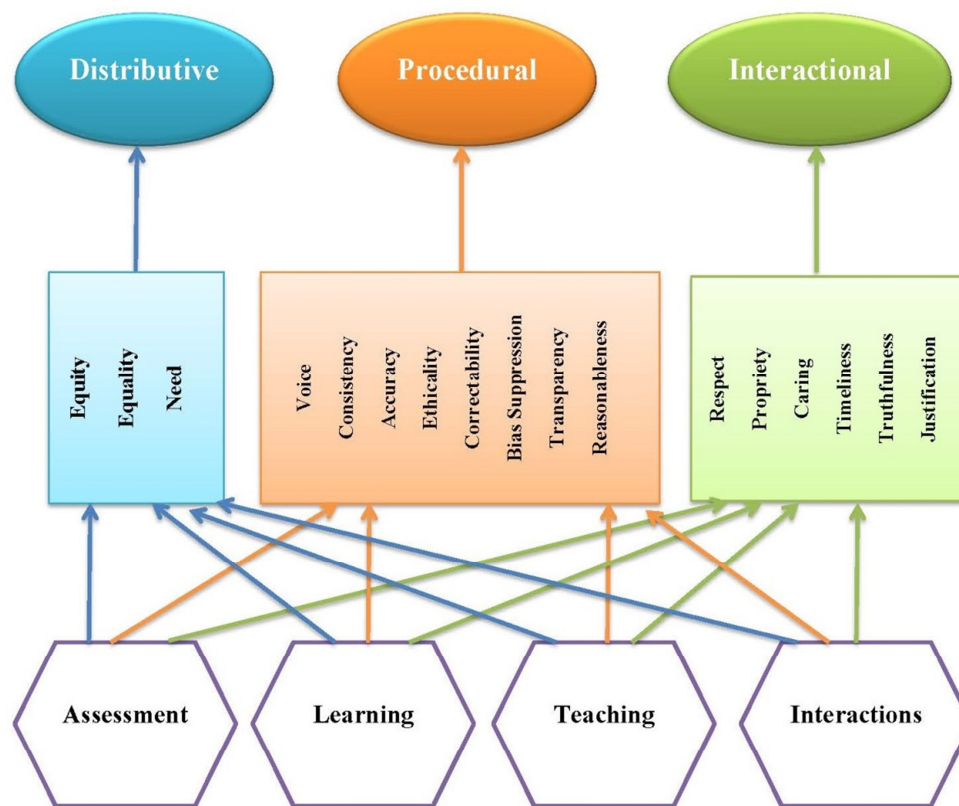 Distributive
Procedural
Interactional
Equity
Equality
Need
Voice
Consistency
Accuracy
Ethicality
Correctability
Bias Suppression
Transparency
Reasonableness
Respect
Propriety
Caring
Timeliness
Truthfulness
Justification
Assessment
Learning
Teaching
Interactions